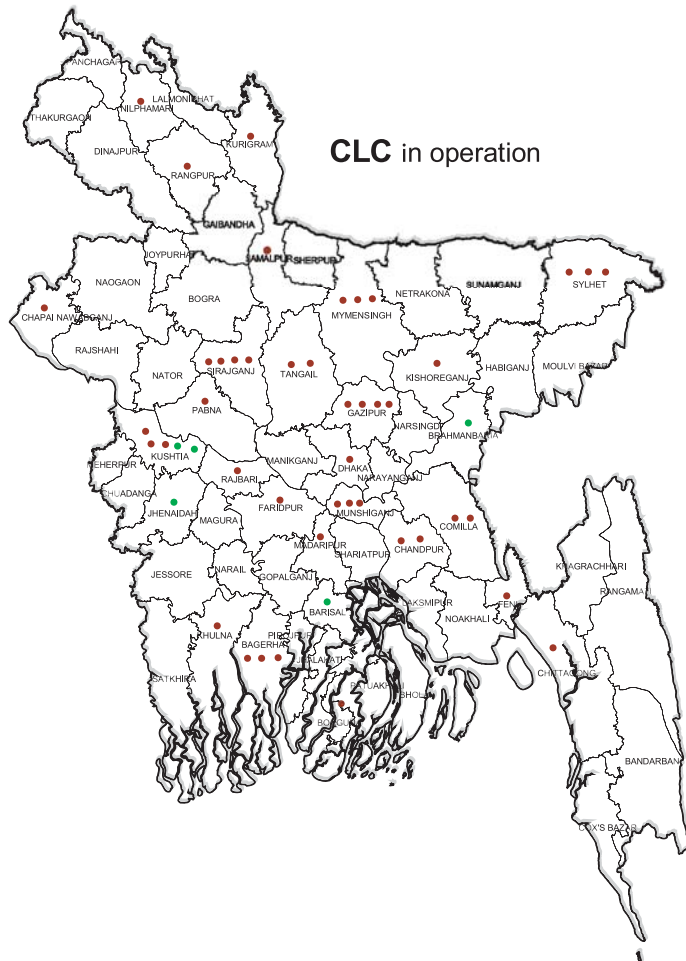 ANCHAGAR
LALMONIRHAT
NILPHAMARI
THAKURGAON
KURIGRAM
DINAJPUR
CLC in operation
RANGPUR
GAIBANDHA
JOYPURHAT
JAMALPUR
SHERPUR
NAOGAON
SUNAMGANJ
SYLHET
BOGRA
NETRAKONA
MYMENSINGH
CHAPAI NAWABGANJ
RAJSHAHI
HABIGANJ
MOULVI BAZAR
NATOR
SIRAJGANJ
TANGAIL
KISHOREGANJ
PABNA
GAZIPUR
NARSINGDI
BRAHMANBARIA
KUSHTIA
MEHERPUR
MANIKGANJ
DHAKA
RAJBARI
NARAYANGANJ
CHUADANGA
JHENAIDAH
FARIDPUR
MUNSHIGANJ
MAGURA
COMILLA
MADARIPUR
SHARIATPUR
CHANDPUR
KHAGRACHHARI
JESSORE
NARAIL
GOPALGANJ
RANGAMA
BARISAL
LAKSMIPUR
FENI
NOAKHALI
KHULNA
PIROJPUR
BAGERHAT
JHALAKATI
CHITTAGONG
SATKHIRA
PATUAKHALI
BHOLA
BORGUNA
BANDARBAN
COX'S BAZAR